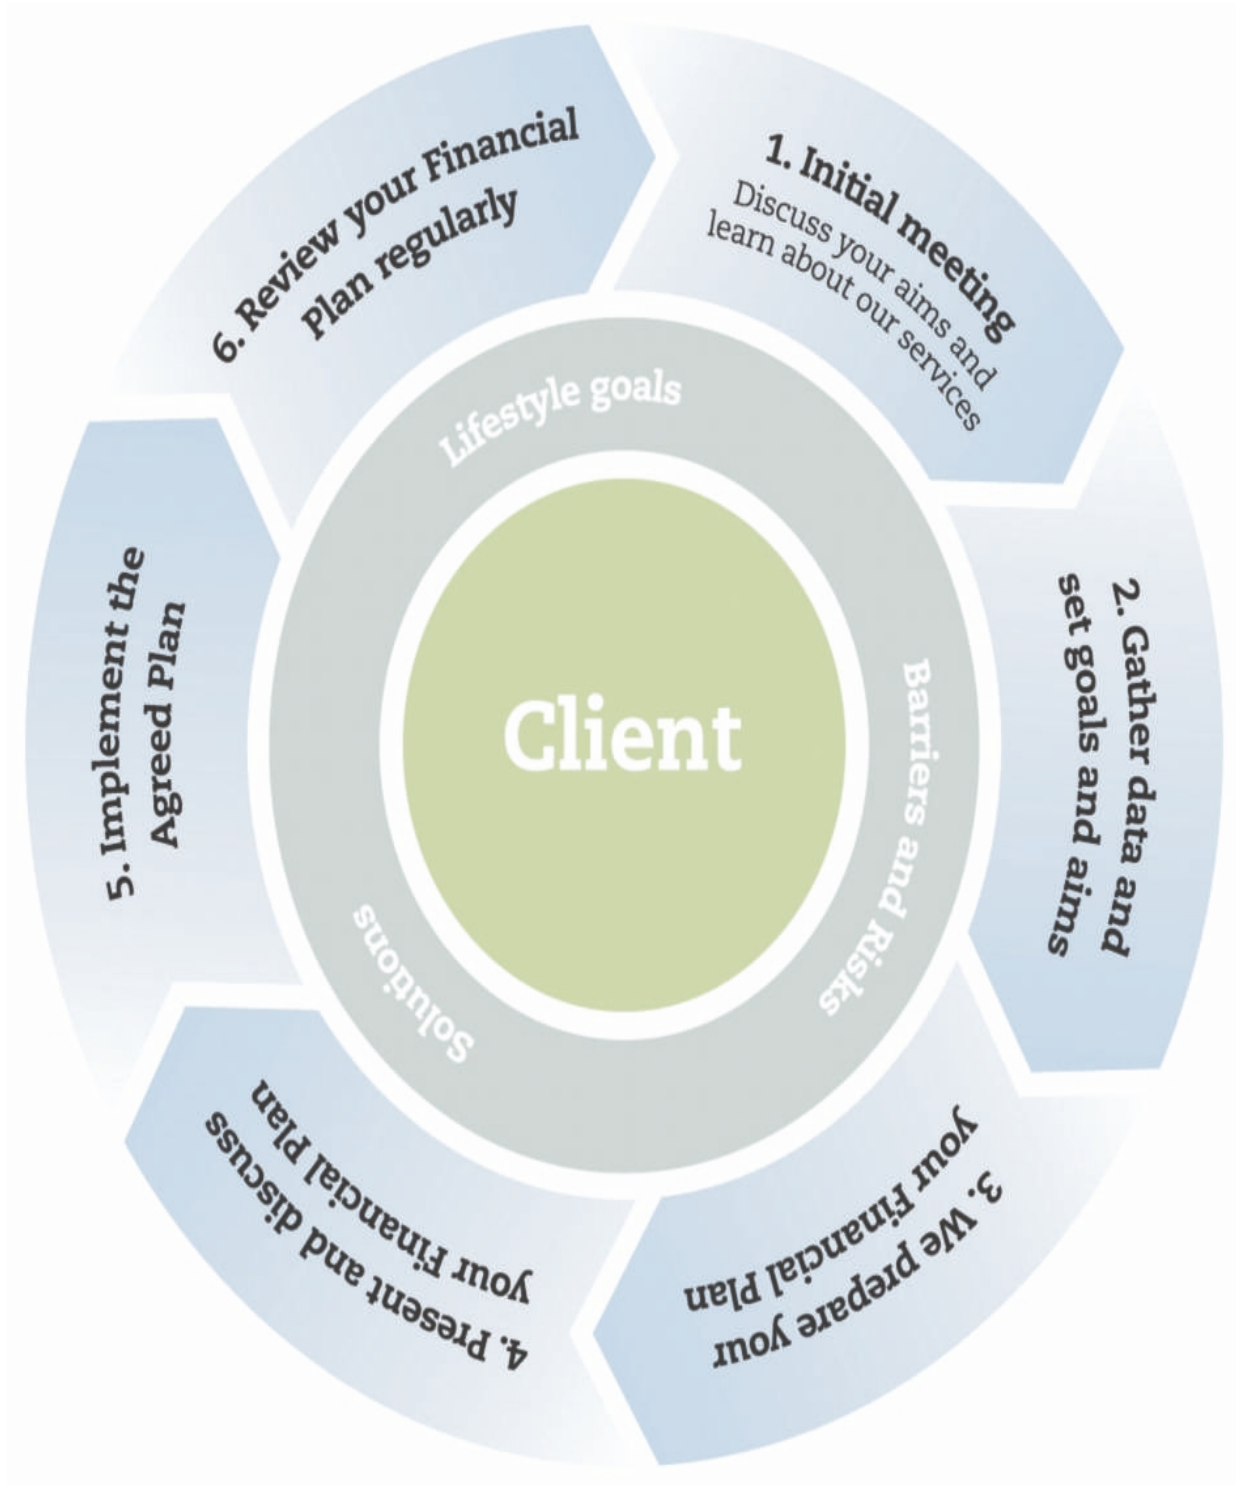 1. Initial meeting
Discuss your aims and
learn about our services
2. Gather data and
set goals and aims
3. We prepare your
your Financial Plan
4. Present and discuss
your Financial Plan
5. Implement the
Agreed Plan
6. Review your Financial
Plan regularly
Lifestyle goals
Barriers and Risks
Solutions
Client